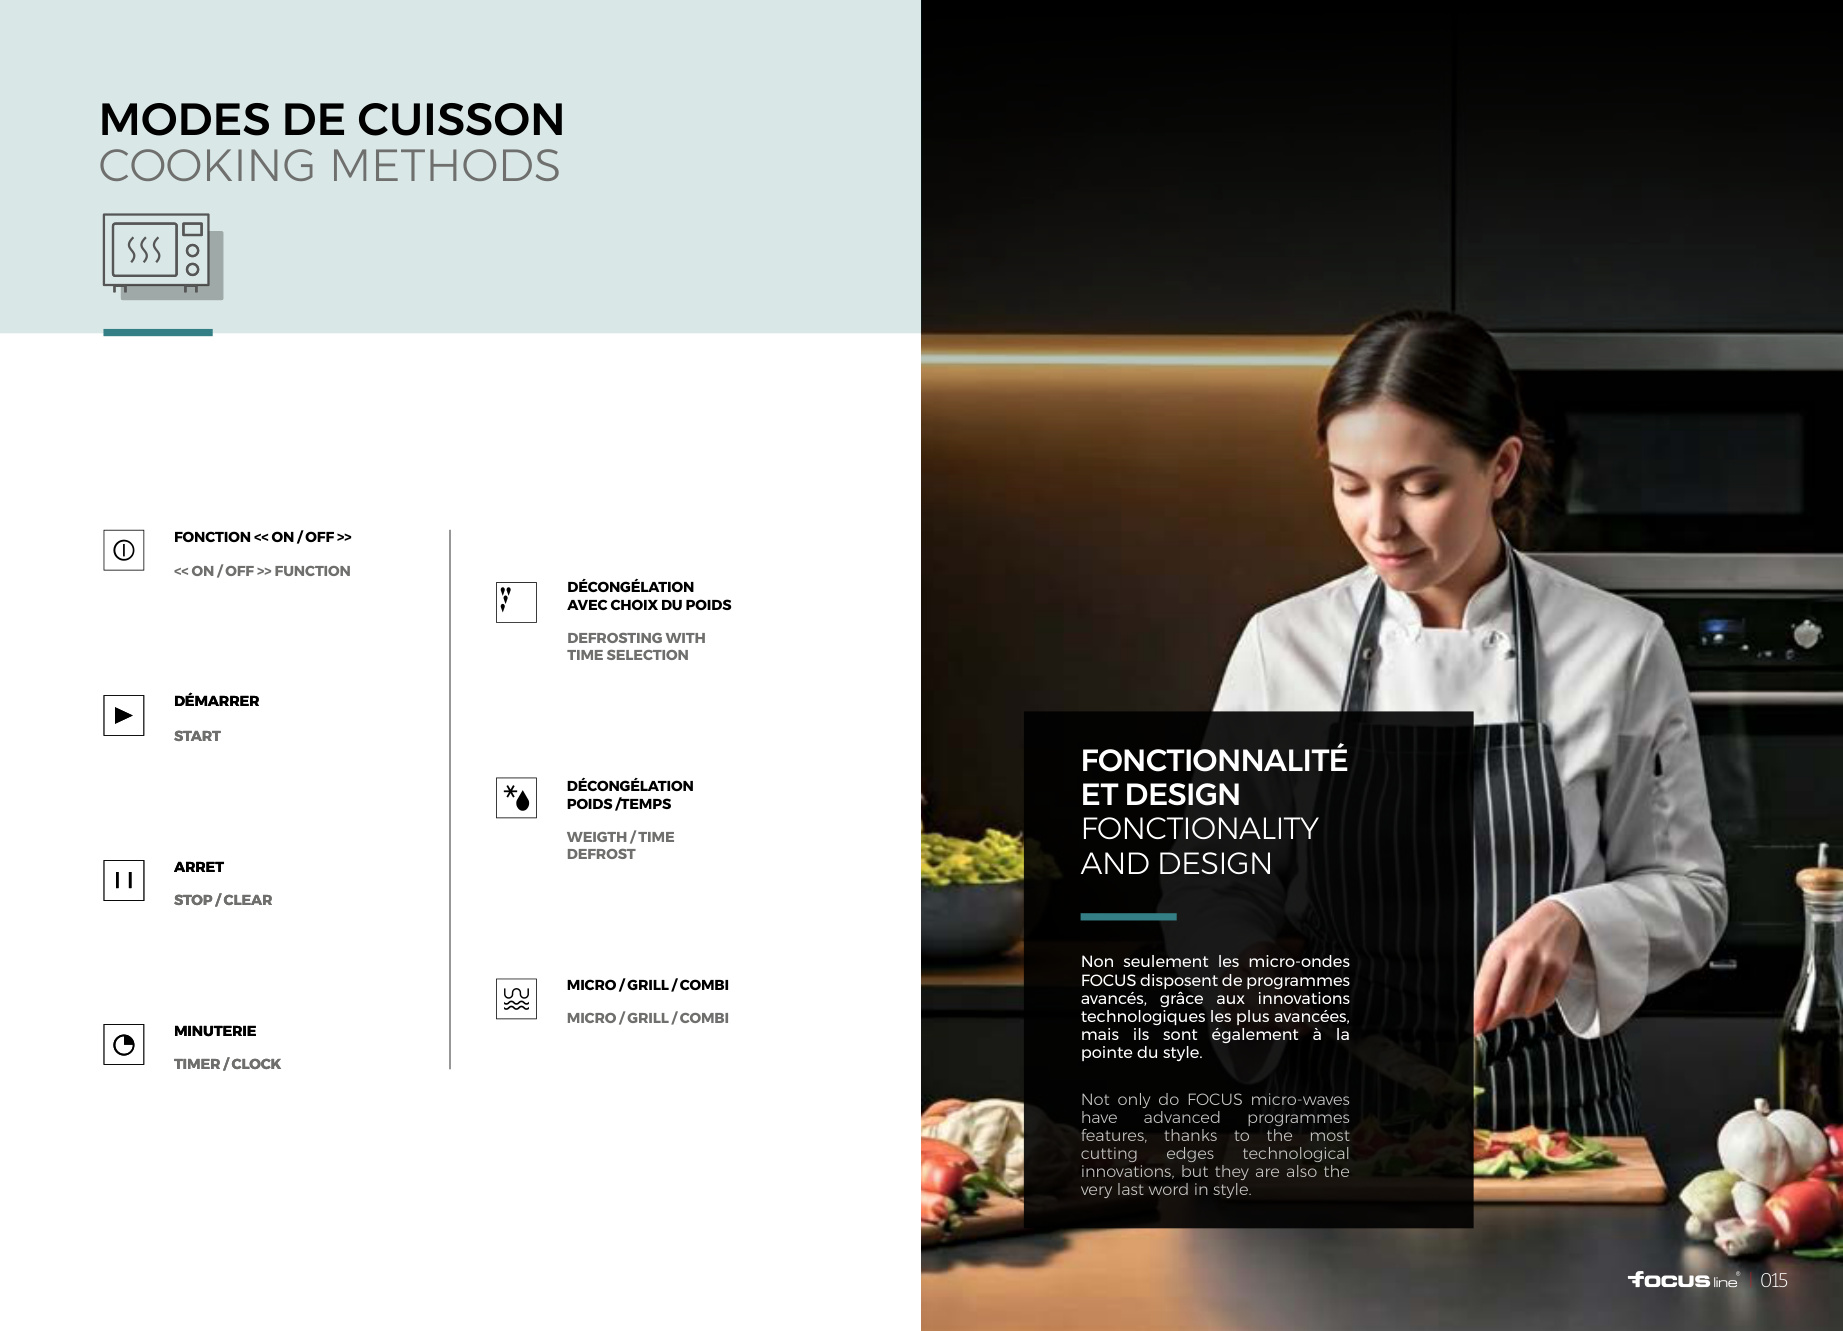 MODES DE CUISSON
COOKING METHODS
FONCTION << ON / OFF >>
<< ON / OFF >> FUNCTION
DÉMARRER
START
ARRET
STOP / CLEAR
MINUTERIE
TIMER / CLOCK
DÉCONGÉLATION
AVEC CHOIX DU POIDS
DEFROSTING WITH
TIME SELECTION
DÉCONGÉLATION
POIDS /TEMPS
WEIGTH / TIME
DEFROST
MICRO / GRILL / COMBI
MICRO / GRILL / COMBI
FONCTIONNALITÉ
ET DESIGN
FONCTIONALITY
AND DESIGN
Non seulement les micro-ondes
FOCUS disposent de programmes
avancés, grâce aux innovations
technologiques les plus avancées,
mais ils sont également à la
pointe du style.
Not only do FOCUS micro-waves
have advanced programmes
features, thanks to the most
cutting edges technological
innovations, but they are also the
very last word in style.
focus line® | 015